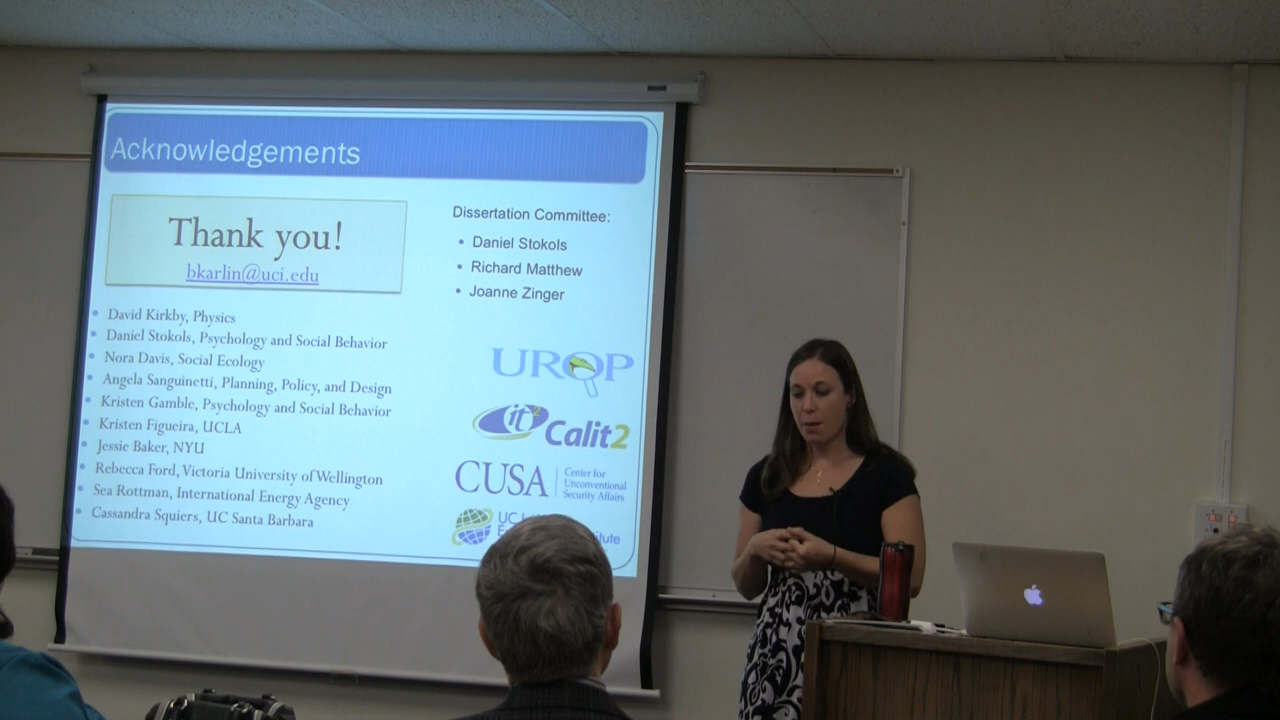 Acknowledgements
Thank you!
bkarlin@uci.edu
David Kirkby, Physics
Daniel Stokols, Psychology and Social Behavior
Nora Davis, Social Ecology
Angela Sanguinetti, Planning, Policy, and Design
Kristen Gamble, Psychology and Social Behavior
Kristen Figueira, UCLA
Jessie Baker, NYU
Rebecca Ford, Victoria University of Wellington
Sea Rottman, International Energy Agency
Cassandra Squiers, UC Santa Barbara
Dissertation Committee:
Daniel Stokols
Richard Matthew
Joanne Zinger
UROP
it2
Calit2
CUSA
Center for
Unconventional
Security Affairs
UC